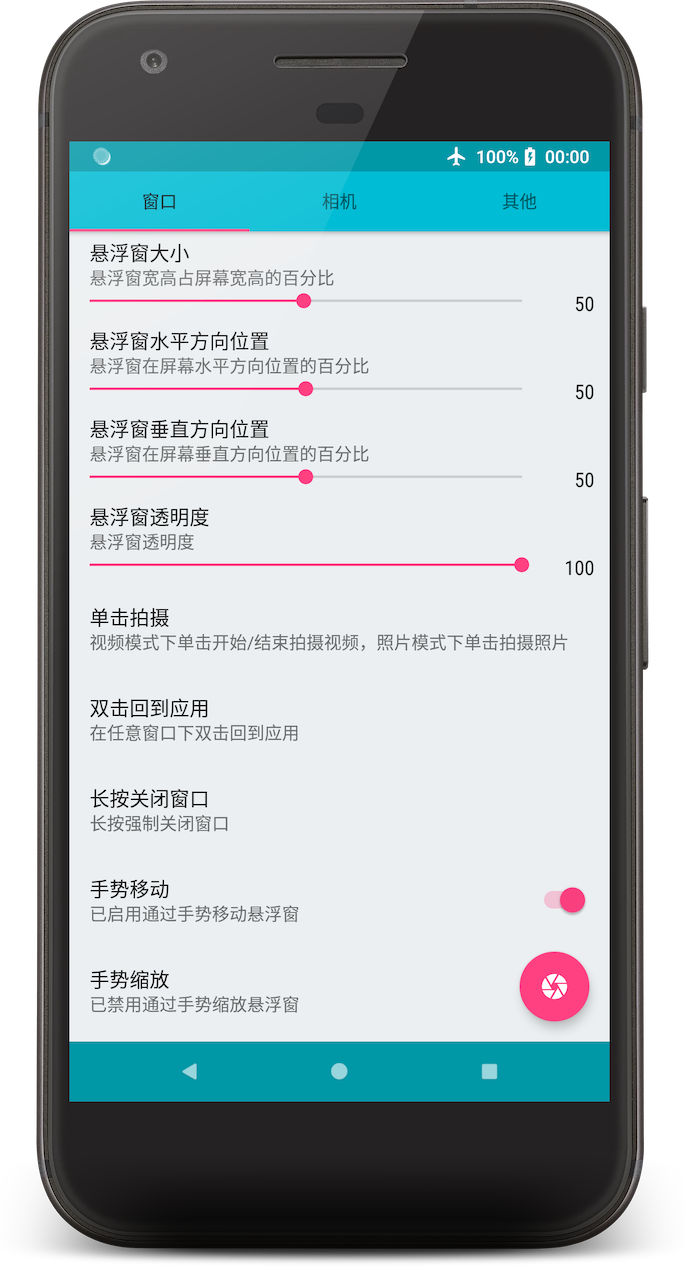 100% 00:00
窗口 相机 其他
悬浮窗大小
悬浮窗宽高占屏幕宽高的百分比
50
悬浮窗水平方向位置
悬浮窗在屏幕水平方向位置的百分比
50
悬浮窗垂直方向位置
悬浮窗在屏幕垂直方向位置的百分比
50
悬浮窗透明度
悬浮窗透明度
100
单击拍摄
视频模式下单击开始/结束拍摄视频，照片模式下单击拍摄照片
双击回到应用
在任意窗口下双击回到应用
长按关闭窗口
长按强制关闭窗口
手势移动
已启用通过手势移动悬浮窗
手势缩放
已禁用通过手势缩放悬浮窗